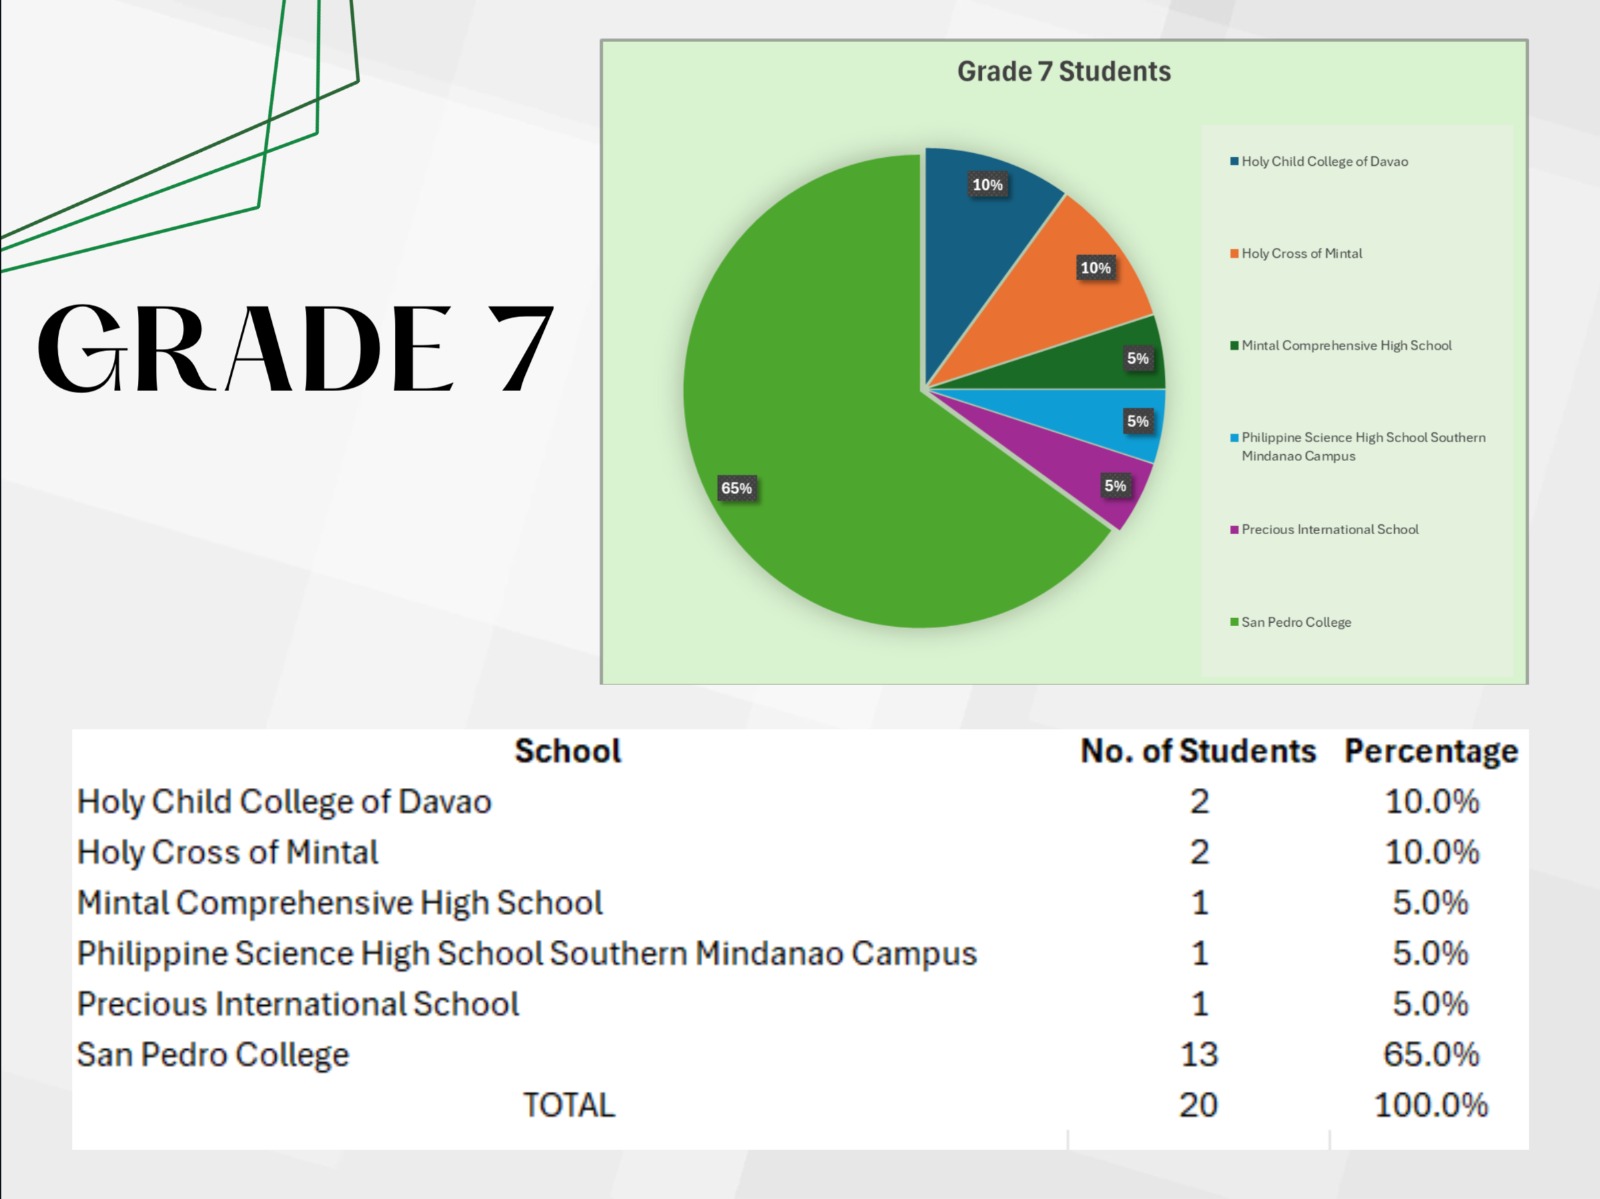 GRADE 7
Grade 7 Students
10%
10%
5%
5%
5%
65%
Holy Child College of Davao
Holy Cross of Mintal
Mintal Comprehensive High School
Philippine Science High School Southern
Mindanao Campus
Precious International School
San Pedro College
School No. of Students Percentage
Holy Child College of Davao 2 10.0%
Holy Cross of Mintal 2 10.0%
Mintal Comprehensive High School 1 5.0%
Philippine Science High School Southern Mindanao Campus 1 5.0%
Precious International School 1 5.0%
San Pedro College 13 65.0%
TOTAL 20 100.0%